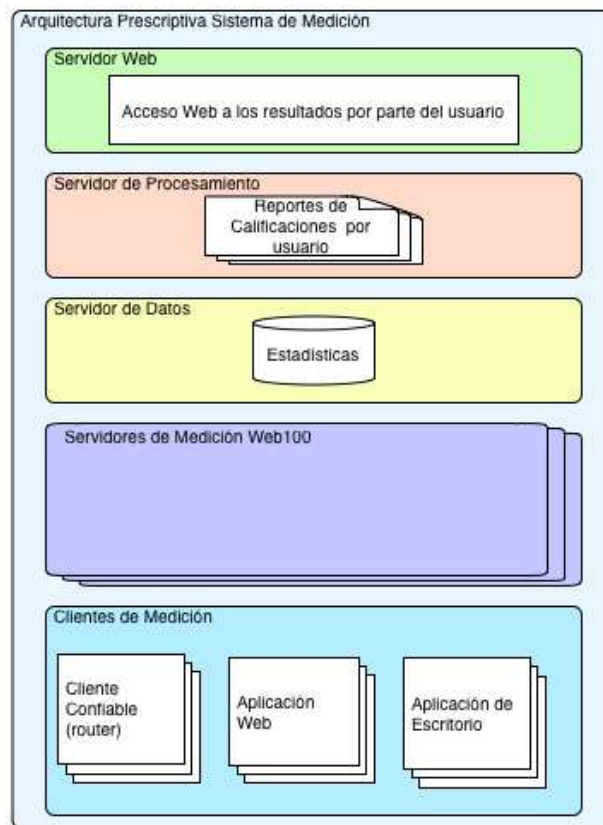 Arquitectura Prescriptiva Sistema de Medición
Servidor Web
Acceso Web a los resultados por parte del usuario
Servidor de Procesamiento
Reportes de
Calificaciones por
usuario
Servidor de Datos
Estadísticas
Servidores de Medición Web100
Clientes de Medición
Cliente
Confiable
(router)
Aplicación
Web
Aplicación de
Escritorio